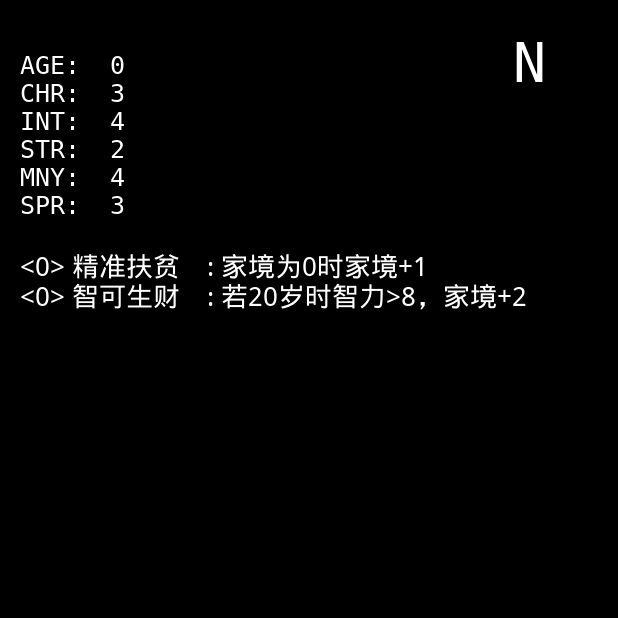 N
AGE: 0
CHR: 3
INT: 4
STR: 2
MNY: 4
SPR: 3
<0> 精准扶贫 : 家境为0时家境+1
<0> 智可生财 : 若20岁时智力>8，家境+2